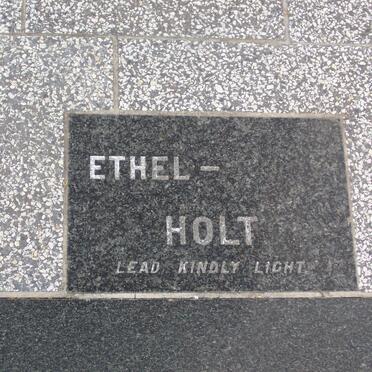 ETHEL -
HOLT
LEAD KINDLY LIGHT